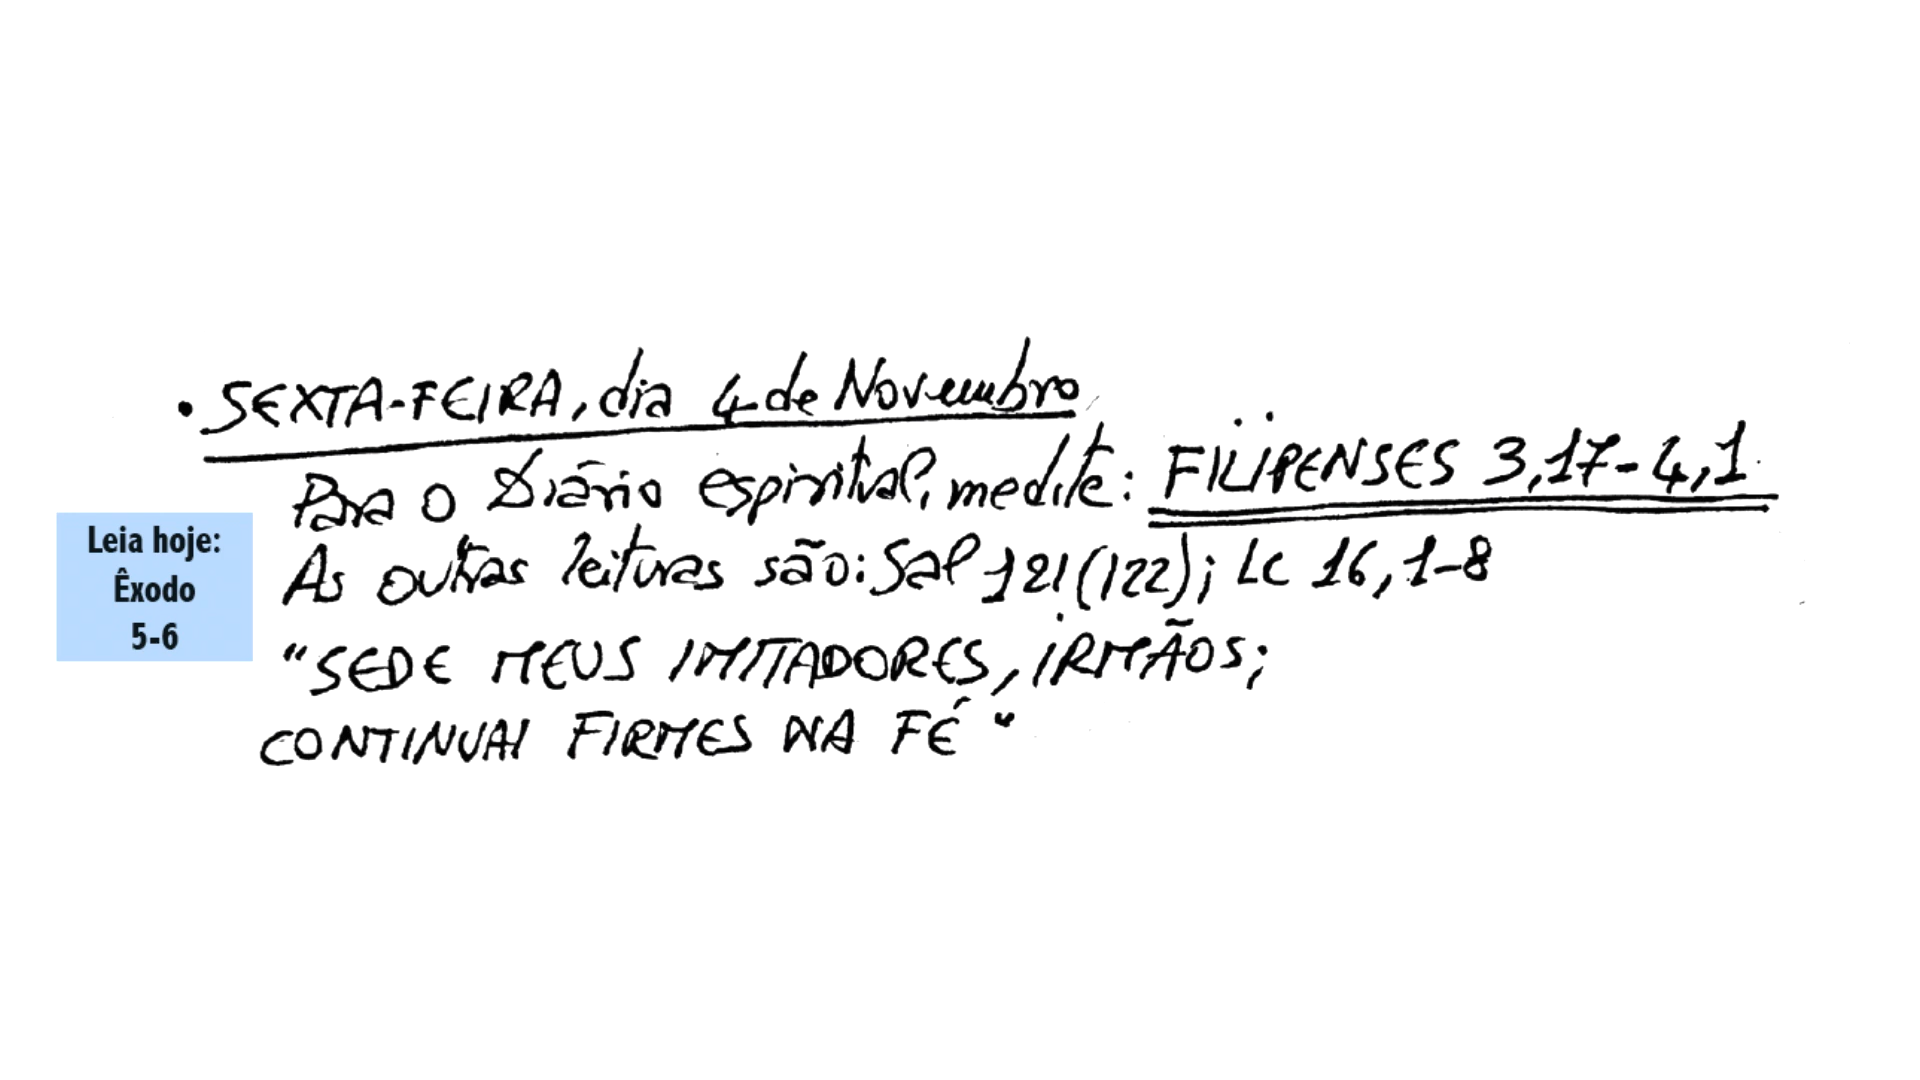 • SEXTA-FEIRA, dia 4 de Novembro
Para o Diário espiritual, medite: FILIPENSES 3,17-4,1
Leia hoje:
Êxodo
5-6
As outras leituras são: Sal 121(122); Lc 16,1-8
"SEDE MEUS IMITADORES, IRMÃOS;
CONTINUAI FIRMES NA FÉ"